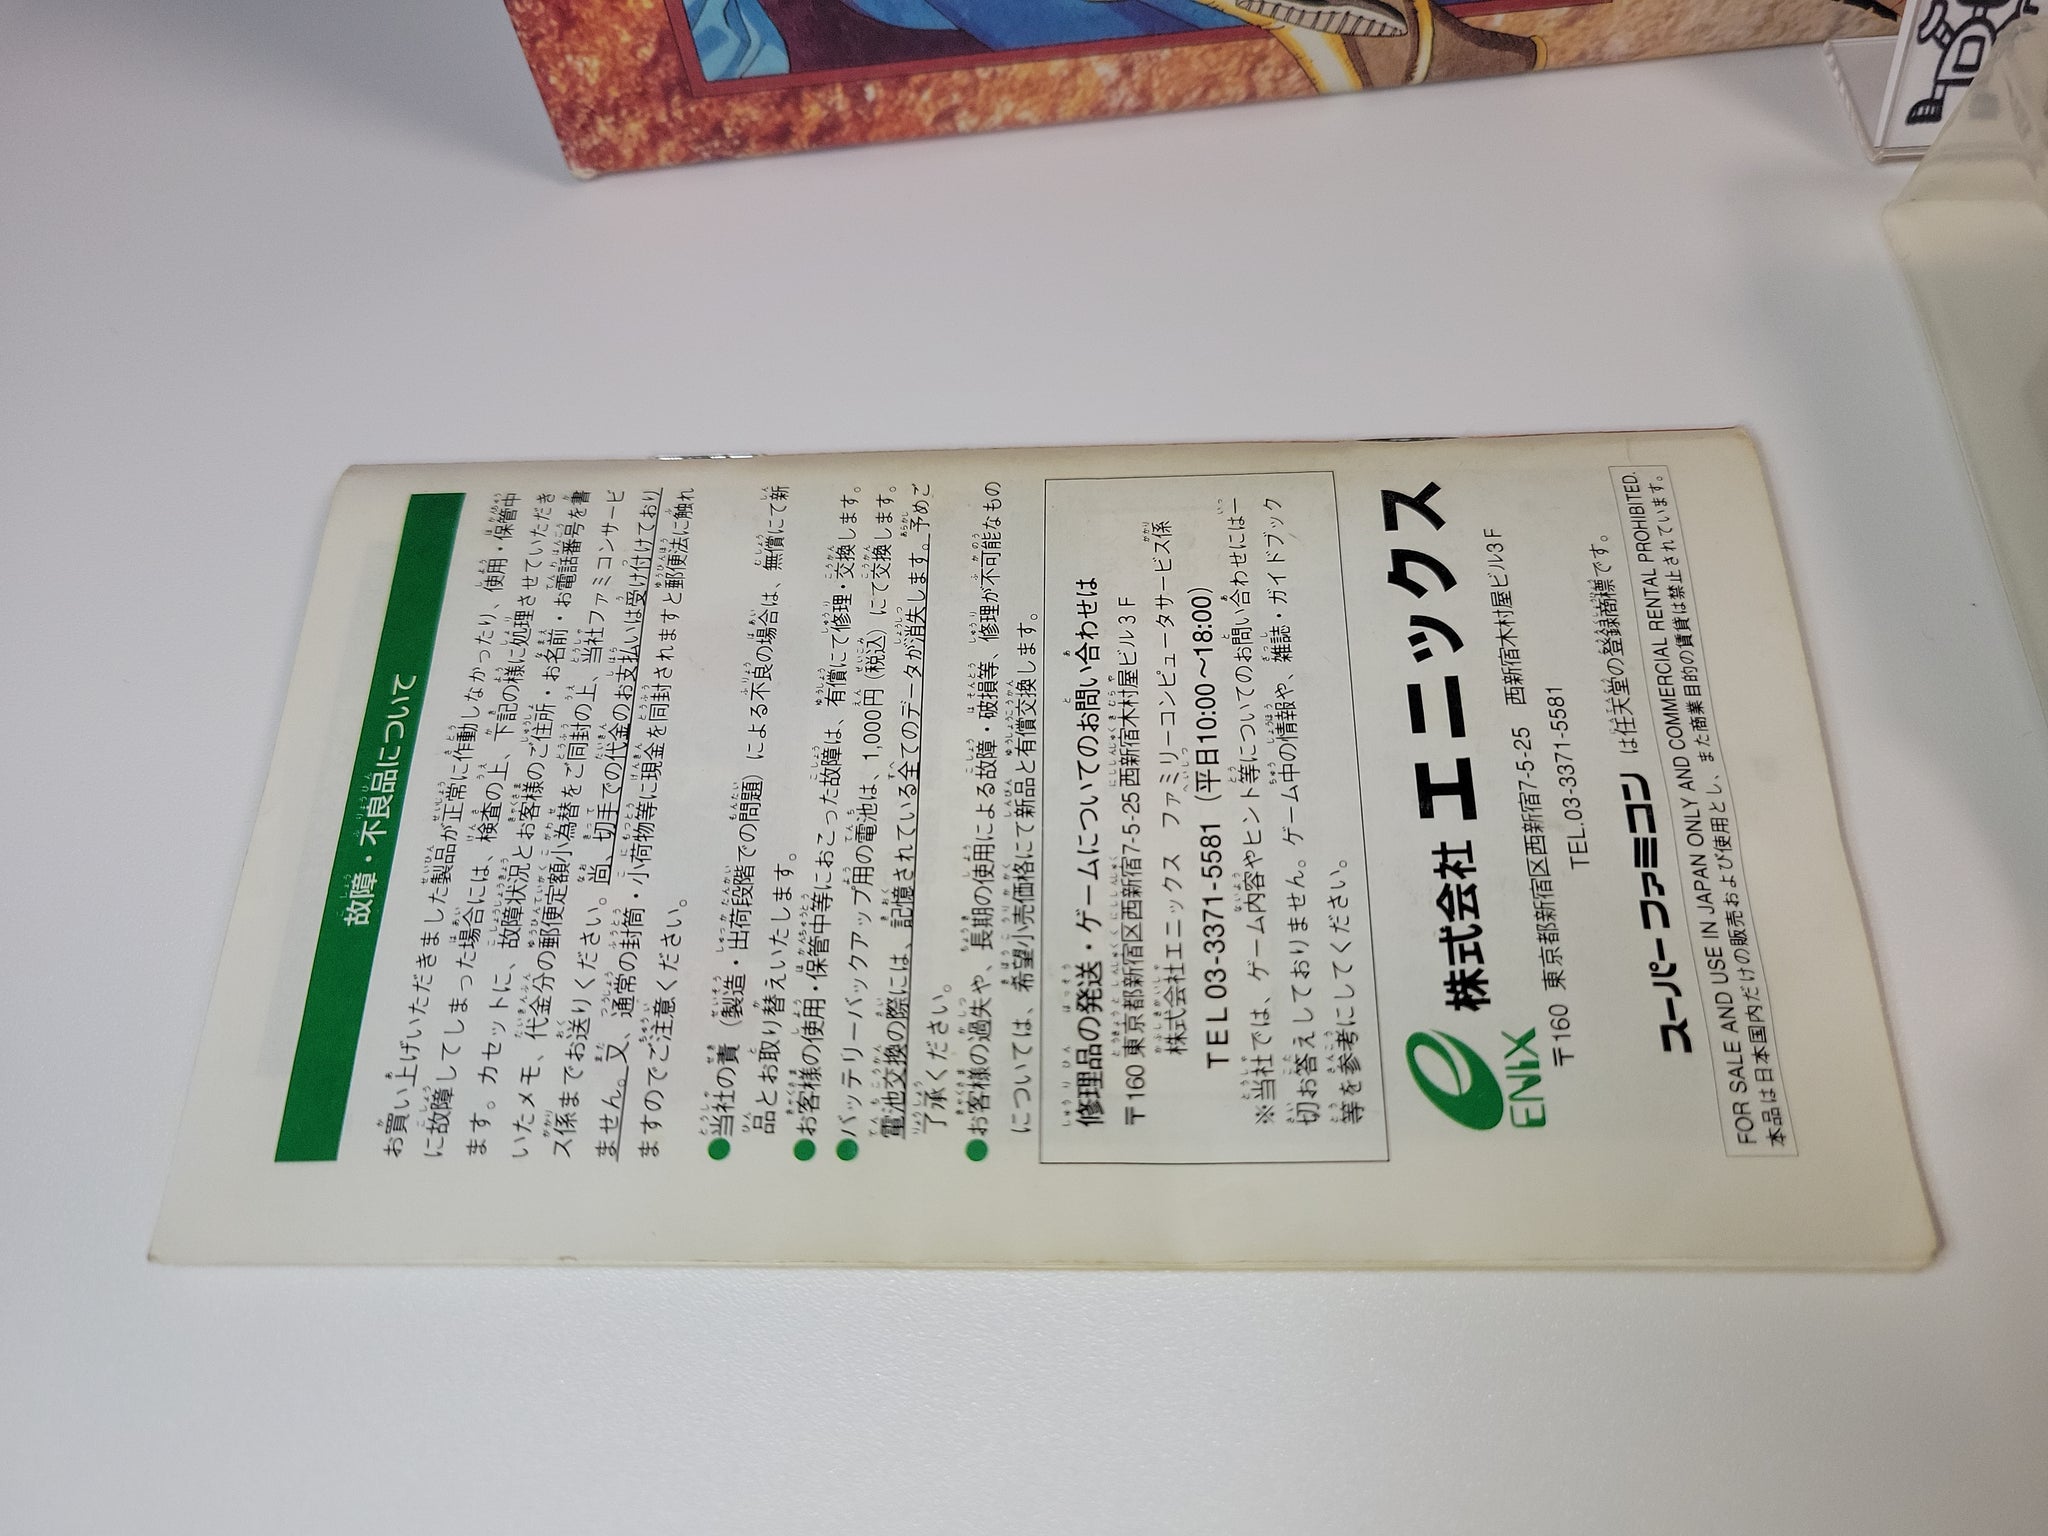 故障・不良品について
お買い上げいただきました製品が正常に作動しなかったり、使用・保管中
に故障してしまった場合には、検査の上、下記の様に処理させていただき
ます。カセットに、故障状況とお客様のご住所・お名前・お電話番号を書
いたメモ、代金分の郵便定額小為替をご同封の上、当社ファミコンサービ
ス係までお送りください。尚、切手での代金のお支払いは受け付けており
ません。又、通常の封筒・小荷物等に現金を同封されますと郵便法に触れ
ますのでご注意ください。
●当社の責（製造・出荷段階での問題）による不良の場合は、無償にて新
品とお取り替えいたします。
●お客様の使用・保管中等におこった故障は、有償にて修理・交換します。
●バッテリーバックアップ用の電池は、1,000円（税込）にて交換します。
電池交換の際には、記憶されている全てのデータが消失します。予めご
了承ください。
●お客様の過失や、長期の使用による故障・破損等、修理が不可能なもの
については、希望小売価格にて新品と有償交換します。
修理品の発送・ゲームについてのお問い合わせは
〒160 東京都新宿区西新宿7-5-25 西新宿木村屋ビル3F
株式会社エニックス ファミリーコンピュータサービス係
TEL 03-3371-5581（平日10:00〜18:00）
※当社では、ゲーム内容やヒント等についてのお問い合わせには一
切お答えしておりません。ゲーム中の情報や、雑誌・ガイドブック
等を参考にしてください。
ENIX 株式会社 エニックス
〒160 東京都新宿区西新宿7-5-25 西新宿木村屋ビル3F
TEL.03-3371-5581
スーパーファミコン は任天堂の登録商標です。
FOR SALE AND USE IN JAPAN ONLY AND COMMERCIAL RENTAL PROHIBITED.
本品は日本国内だけの販売および使用とし、また商業目的の賃貸は禁止されています。